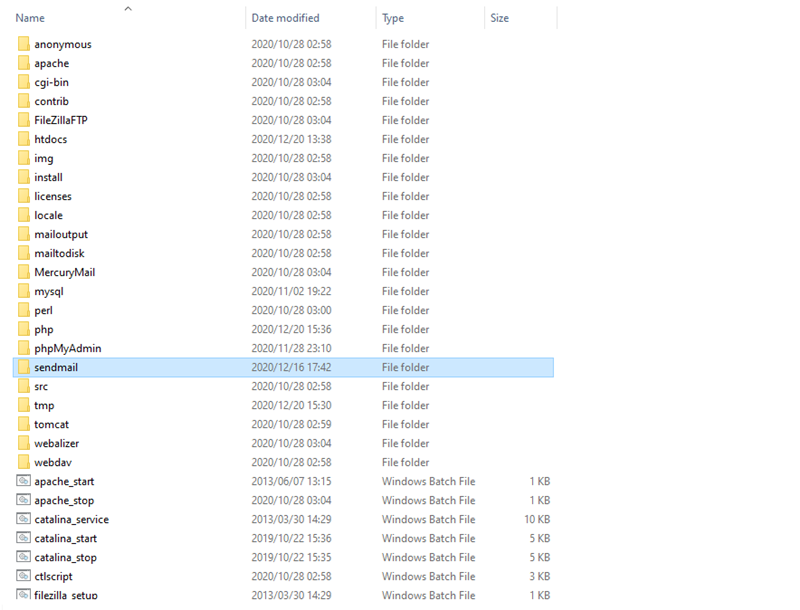 Name Date modified Type Size
anonymous 2020/10/28 02:58 File folder
apache 2020/10/28 02:58 File folder
cgi-bin 2020/10/28 03:04 File folder
contrib 2020/10/28 02:58 File folder
FileZillaFTP 2020/10/28 03:04 File folder
htdocs 2020/12/20 13:38 File folder
img 2020/10/28 02:58 File folder
install 2020/10/28 03:04 File folder
licenses 2020/10/28 02:58 File folder
locale 2020/10/28 02:58 File folder
mailoutput 2020/10/28 02:58 File folder
mailtodisk 2020/10/28 02:58 File folder
MercuryMail 2020/10/28 03:04 File folder
mysql 2020/11/02 19:22 File folder
perl 2020/10/28 03:00 File folder
php 2020/12/20 15:36 File folder
phpMyAdmin 2020/11/28 23:10 File folder
sendmail 2020/12/16 17:42 File folder
src 2020/10/28 02:58 File folder
tmp 2020/12/20 15:30 File folder
tomcat 2020/10/28 02:59 File folder
webalizer 2020/10/28 03:04 File folder
webdav 2020/10/28 02:58 File folder
apache_start 2013/06/07 13:15 Windows Batch File 1 KB
apache_stop 2020/10/28 03:04 Windows Batch File 1 KB
catalina_service 2013/03/30 14:29 Windows Batch File 10 KB
catalina_start 2019/10/22 15:36 Windows Batch File 5 KB
catalina_stop 2019/10/22 15:35 Windows Batch File 5 KB
ctlscript 2020/10/28 02:58 Windows Batch File 3 KB
filezilla_setup 2013/03/30 14:29 Windows Batch File 1 KB